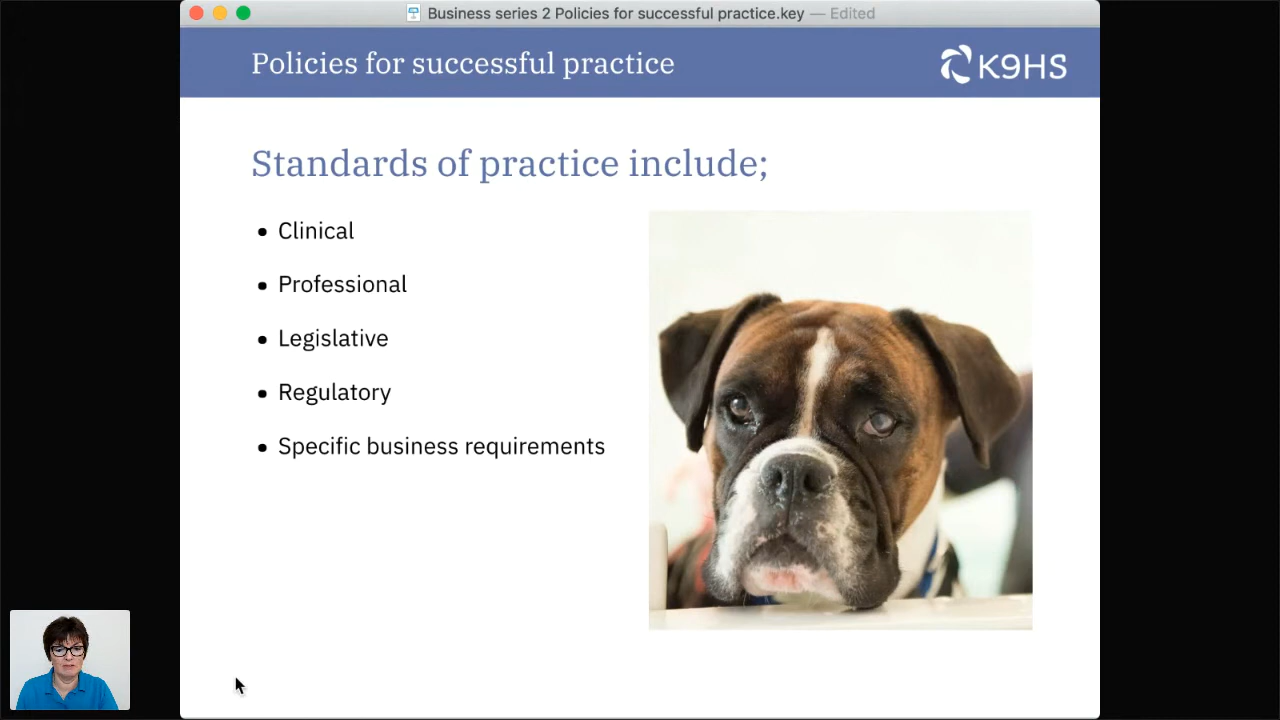 Business series 2 Policies for successful practice.key — Edited
Policies for successful practice
K9HS
Standards of practice include;
• Clinical
• Professional
• Legislative
• Regulatory
• Specific business requirements